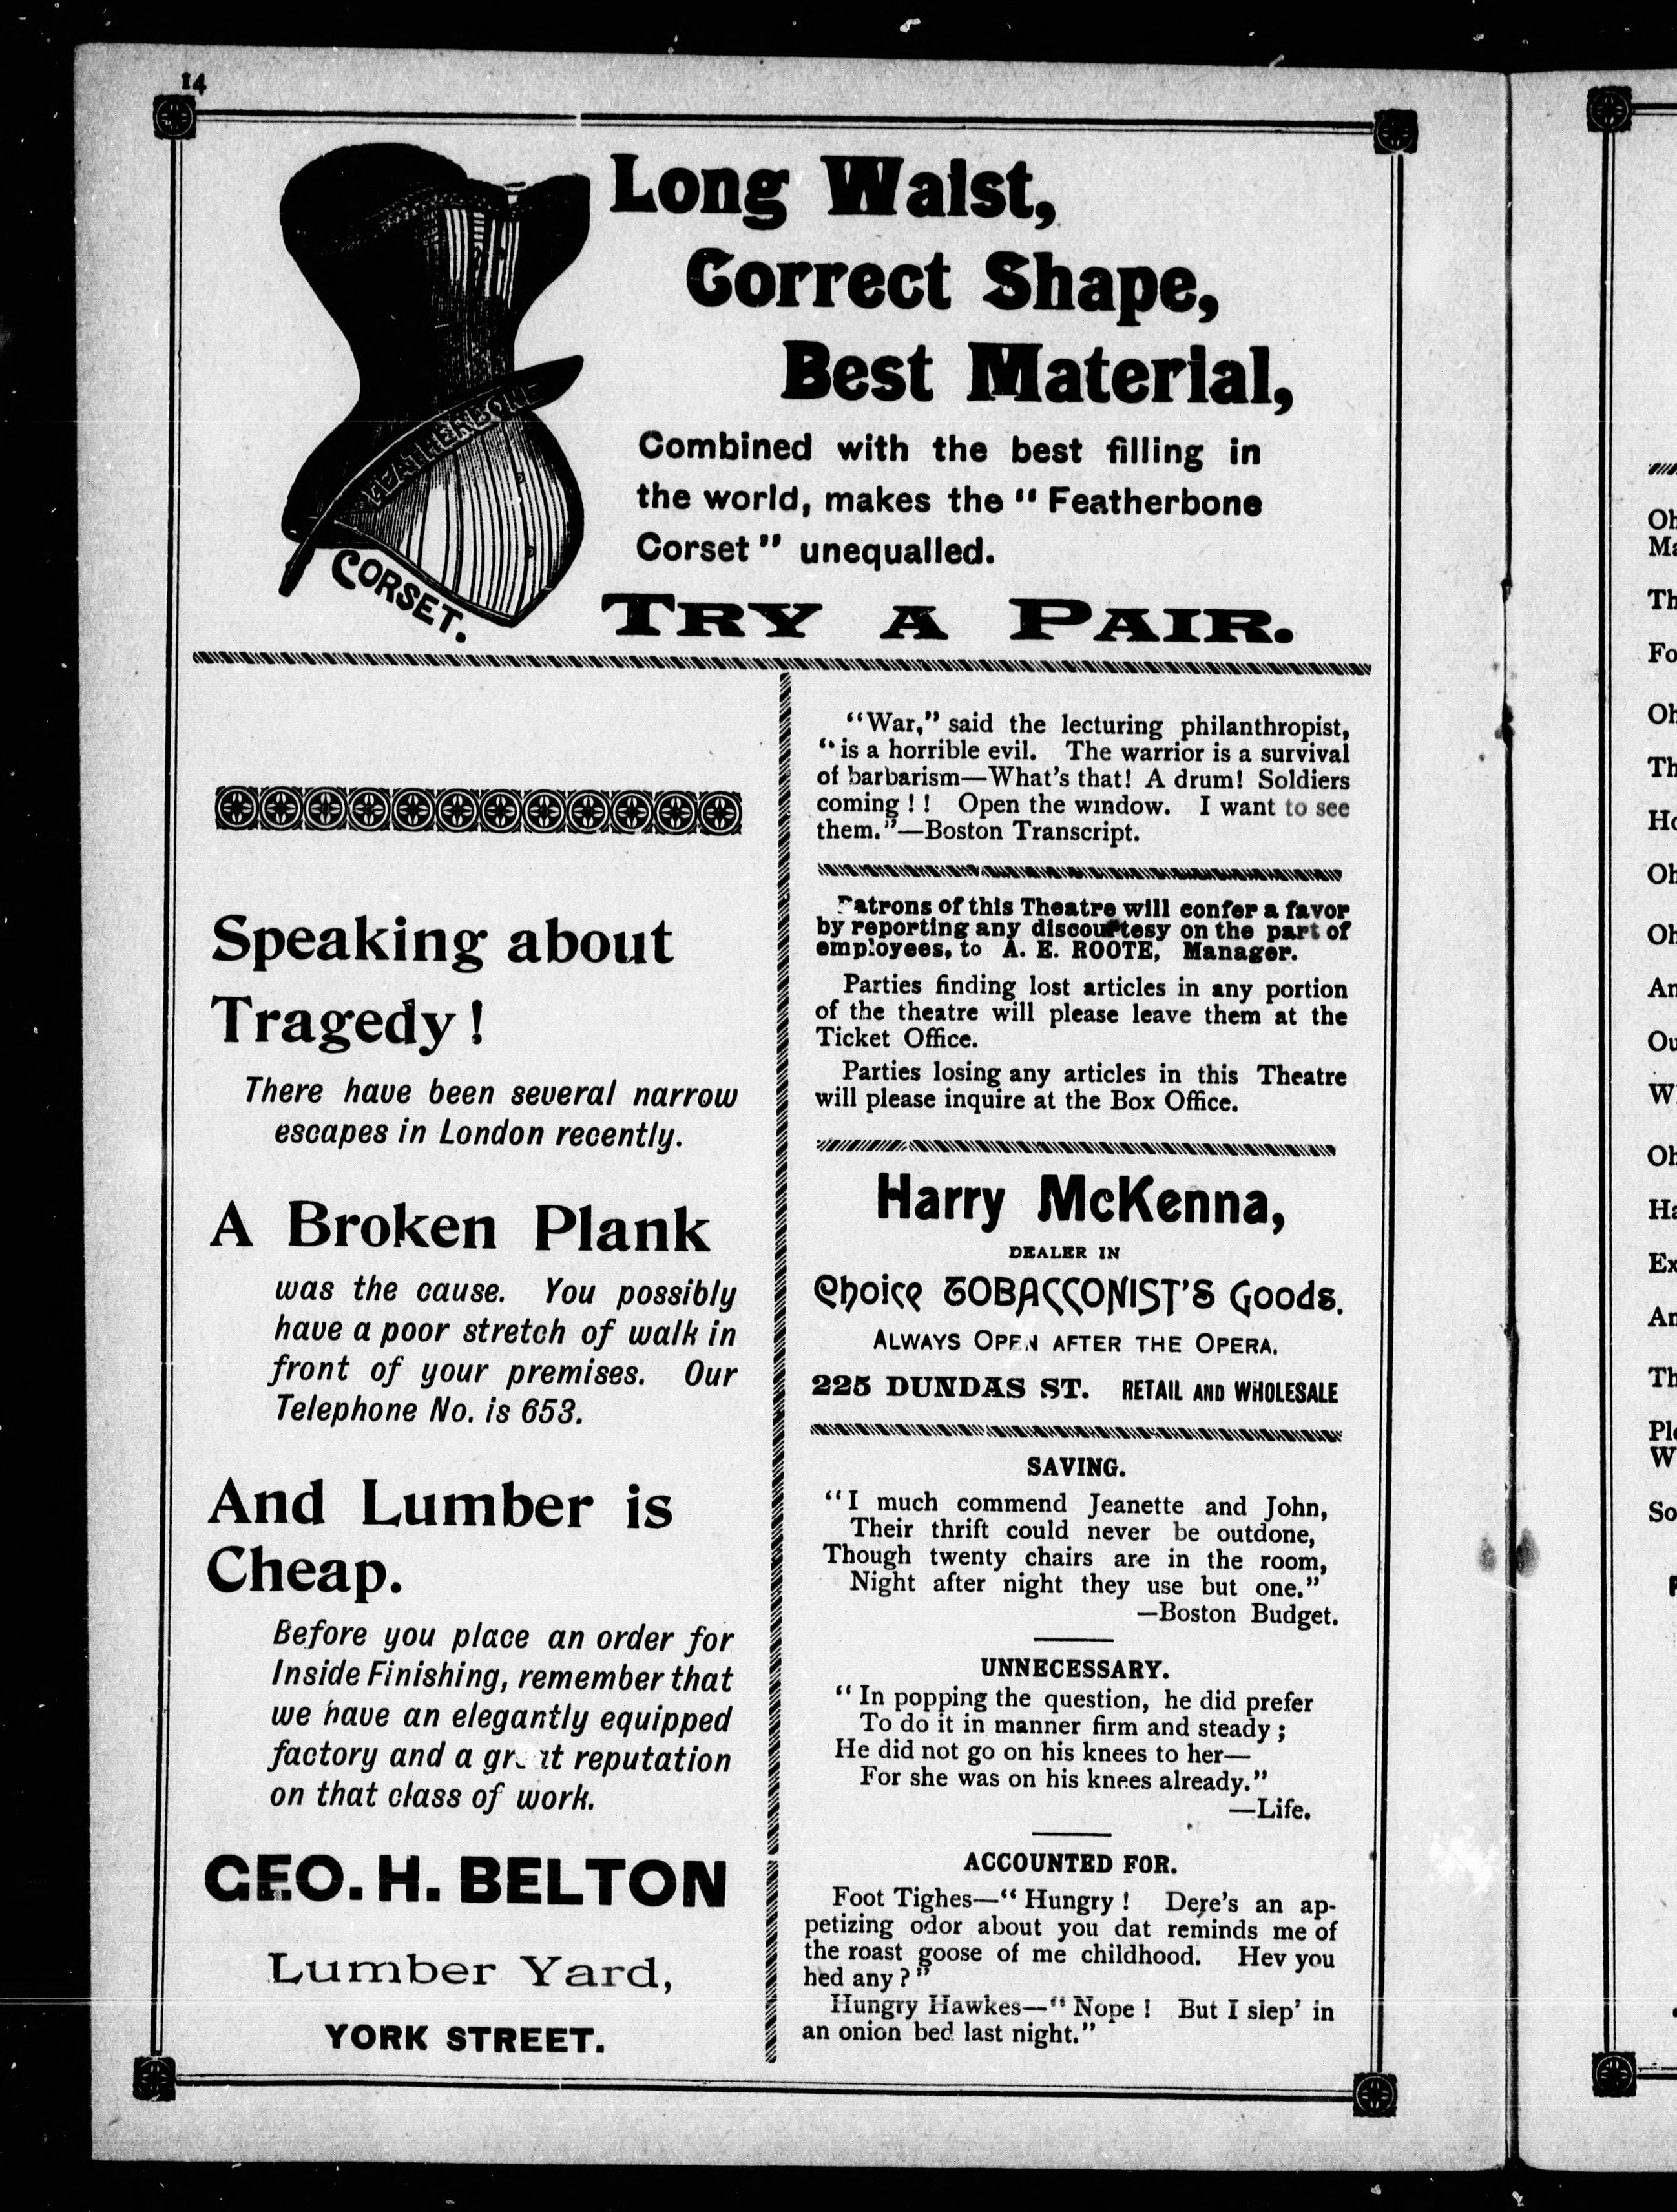 14
Long Waist,
Correct Shape,
Best Material,
FEATHERBONE
CORSET.
Combined with the best filling in
the world, makes the "Featherbone
Corset" unequalled.
TRY A PAIR.
Speaking about
Tragedy!
There have been several narrow
escapes in London recently.
A Broken Plank
was the cause. You possibly
have a poor stretch of walk in
front of your premises. Our
Telephone No. is 653.
And Lumber is
Cheap.
Before you place an order for
Inside Finishing, remember that
we have an elegantly equipped
factory and a great reputation
on that class of work.
GEO. H. BELTON
Lumber Yard,
YORK STREET.
"War," said the lecturing philanthropist,
"is a horrible evil. The warrior is a survival
of barbarism—What's that! A drum! Soldiers
coming!! Open the window. I want to see
them."—Boston Transcript.
Patrons of this Theatre will confer a favor
by reporting any discourtesy on the part of
employees, to A. E. ROOTE, Manager.
Parties finding lost articles in any portion
of the theatre will please leave them at the
Ticket Office.
Parties losing any articles in this Theatre
will please inquire at the Box Office.
Harry McKenna,
DEALER IN
Choice TOBACCONIST'S Goods.
ALWAYS OPEN AFTER THE OPERA.
225 DUNDAS ST. RETAIL AND WHOLESALE
SAVING.
"I much commend Jeanette and John,
Their thrift could never be outdone,
Though twenty chairs are in the room,
Night after night they use but one."
—Boston Budget.
UNNECESSARY.
"In popping the question, he did prefer
To do it in manner firm and steady;
He did not go on his knees to her—
For she was on his knees already."
—Life.
ACCOUNTED FOR.
Foot Tighes—"Hungry! Dere's an ap-
petizing odor about you dat reminds me of
the roast goose of me childhood. Hev you
hed any?"
Hungry Hawkes—"Nope! But I slep' in
an onion bed last night."